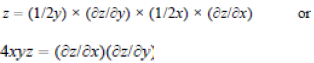 z = (1/2y) × (∂z/∂y) × (1/2x) × (∂z/∂x) or
4xyz = (∂z/∂x)(∂z/∂y)